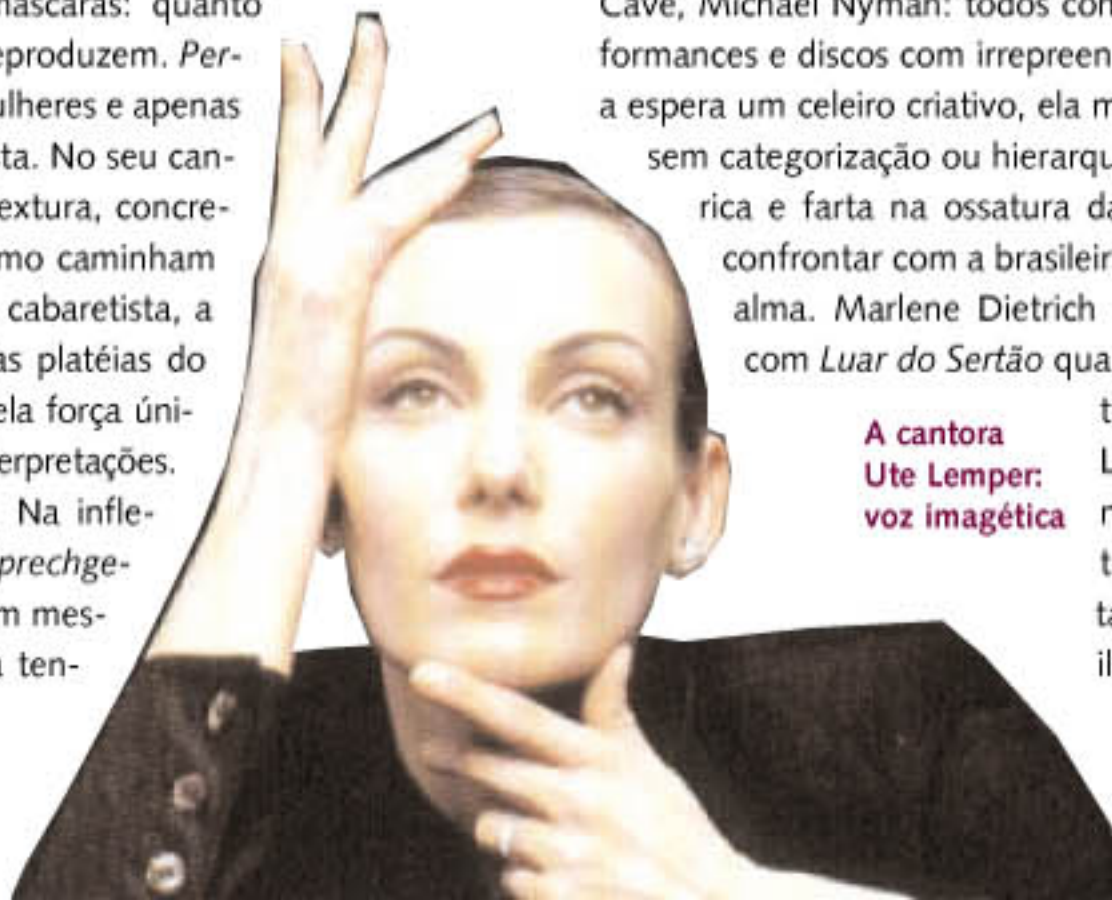 máscaras: quanto
eproduzem. Per-
ulheres e apenas
ta. No seu can-
extura, concre-
mo caminham
cabaretista, a
as platéias do
ela força úni-
erpretações.
Na infle-
prechge-
m mes-
ten-
Cave, Michael Nyman: todos com
formances e discos com irrepreen
a espera um celeiro criativo, ela m
sem categorização ou hierarqu
rica e farta na ossatura da
confrontar com a brasileir
alma. Marlene Dietrich
com Luar do Sertão qua
A cantora
Ute Lemper:
voz imagética